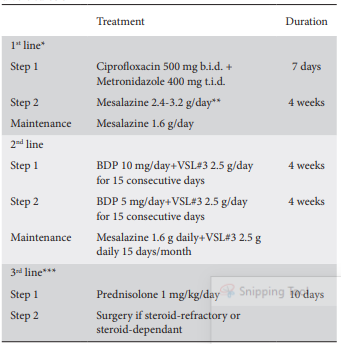 Treatment Duration
1st line*
Step 1 Ciprofloxacin 500 mg b.i.d. + 7 days
Metronidazole 400 mg t.i.d.
Step 2 Mesalazine 2.4-3.2 g/day** 4 weeks
Maintenance Mesalazine 1.6 g/day
2nd line
Step 1 BDP 10 mg/day+VSL#3 2.5 g/day 4 weeks
for 15 consecutive days
Step 2 BDP 5 mg/day+VSL#3 2.5 g/day 4 weeks
for 15 consecutive days
Maintenance Mesalazine 1.6 g daily+VSL#3 2.5 g
daily 15 days/month
3rd line***
Step 1 Prednisolone 1 mg/kg/day 10 days
Snipping Tool
Step 2 Surgery if steroid-refractory or
steroid-dependant